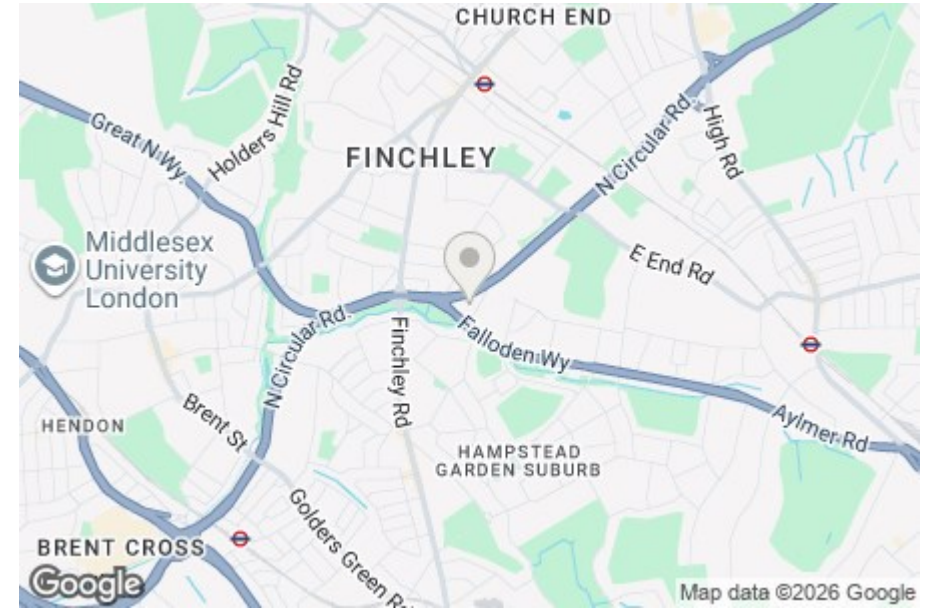 CHURCH END
Great N Wy.
Holders Hill Rd
FINCHLEY
N Circular Rd.
High Rd
Middlesex
University
London
E End Rd
N Circular Rd.
Finchley Rd
Falloden Wy
Brent St
HENDON
Aylmer Rd
HAMPSTEAD
GARDEN SUBURB
Golders Green Rd
BRENT CROSS
Google
Map data ©2026 Google